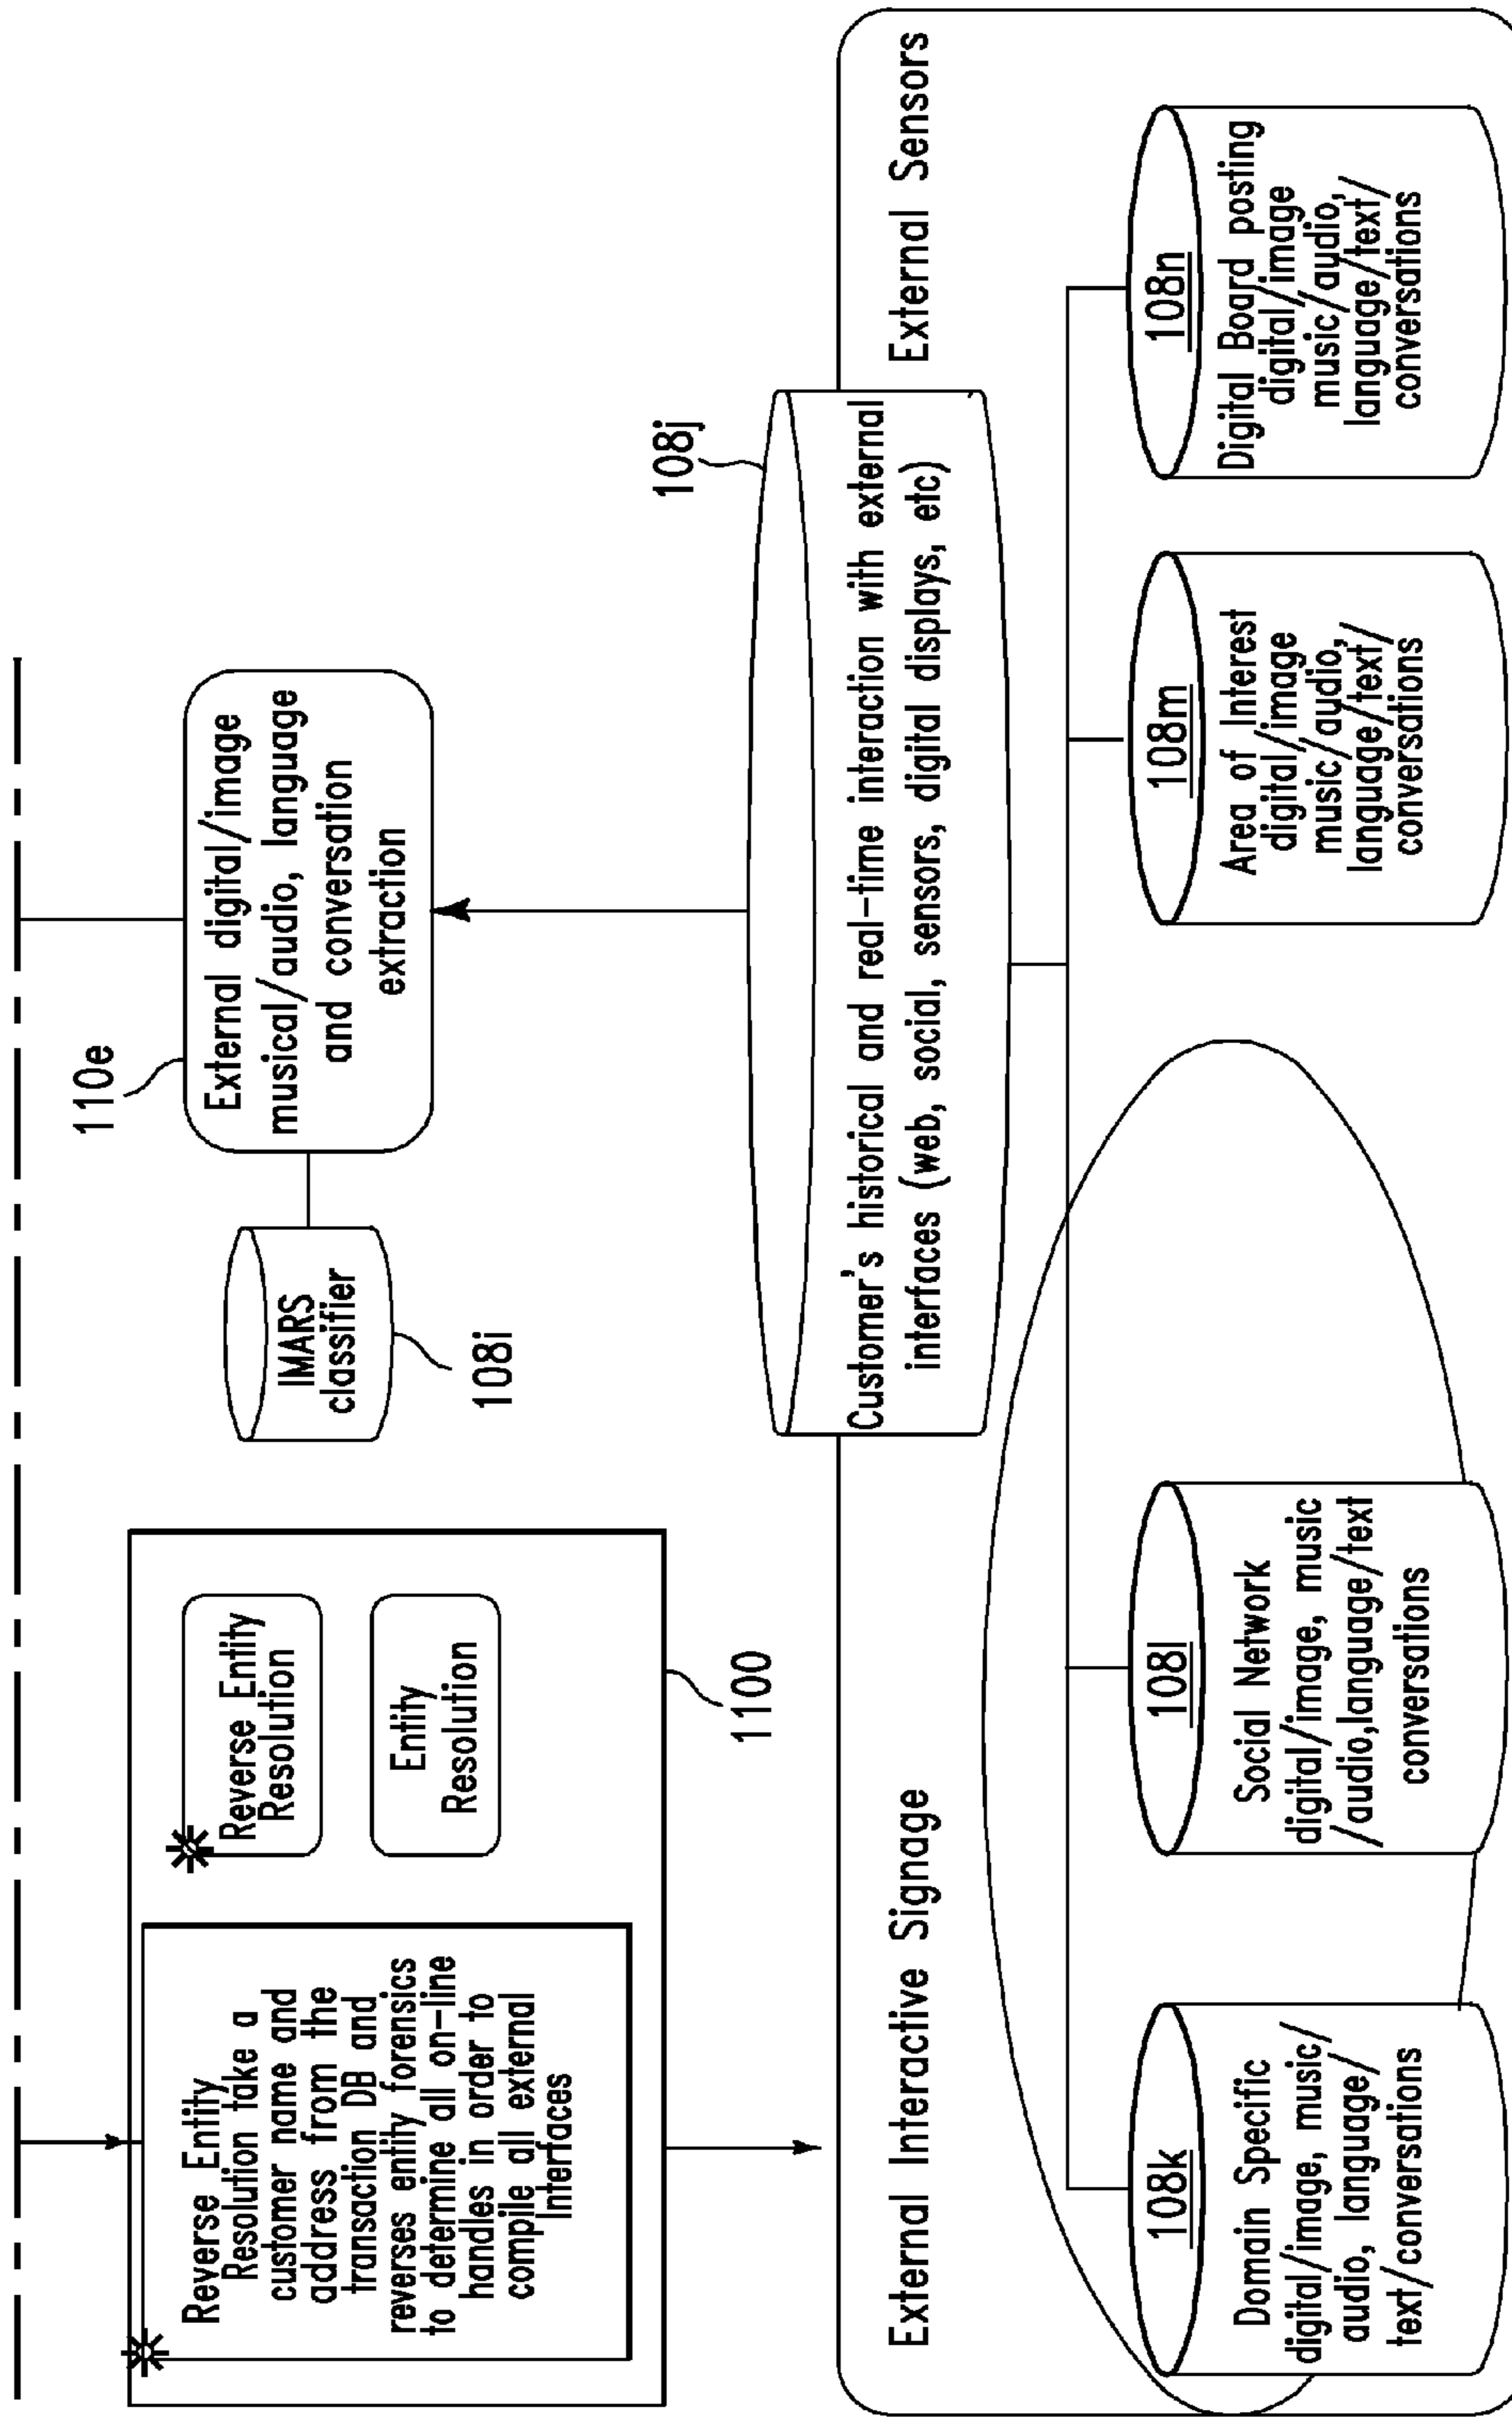 Reverse Entity
Resolution take a
customer name and
address from the
transaction DB and
reverses entity forensics
to determine all on-line
handles in order to
compile all external
Interfaces
Reverse Entity
Resolution
Entity
Resolution
1100
110e
External digital/image
musical/audio, language
and conversation
extraction
IMARS
classifier
108i
108j
Customer's historical and real-time interaction with external
interfaces (web, social, sensors, digital displays, etc)
External Interactive Signage
External Sensors
108k
Domain Specific
digital/image, music/
audio, language/
text/conversations
108l
Social Network
digital/image, music
/audio,language/text
conversations
108m
Area of Interest
digital/image
music/audio,
language/text/
conversations
108n
Digital Board posting
digital/image
music/audio,
language/text/
conversations